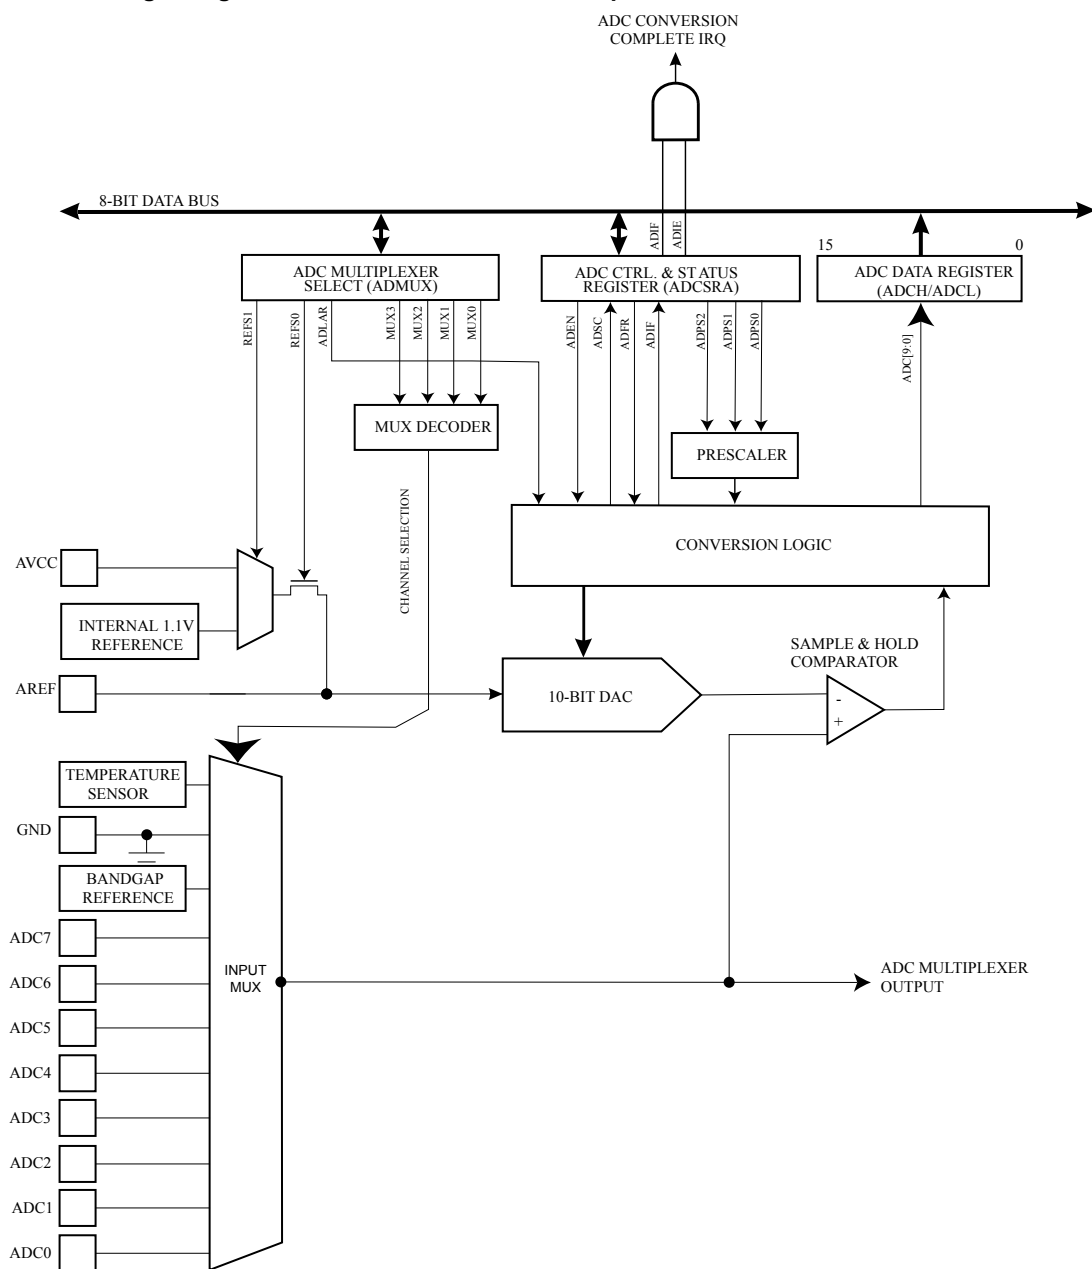 ADC CONVERSION
COMPLETE IRQ
8-BIT DATA BUS
ADIF
ADIE
15
0
ADC MULTIPLEXER
SELECT (ADMUX)
ADC CTRL. & STATUS
REGISTER (ADCSRA)
ADC DATA REGISTER
(ADCH/ADCL)
REFS1
REFS0
ADLAR
MUX3
MUX2
MUX1
MUX0
ADEN
ADSC
ADFR
ADIF
ADPS2
ADPS1
ADPS0
ADC[9:0]
MUX DECODER
PRESCALER
CHANNEL SELECTION
CONVERSION LOGIC
AVCC
INTERNAL 1.1V
REFERENCE
SAMPLE & HOLD
COMPARATOR
AREF
10-BIT DAC
-
+
TEMPERATURE
SENSOR
GND
BANDGAP
REFERENCE
ADC7
ADC6
INPUT
MUX
ADC MULTIPLEXER
OUTPUT
ADC5
ADC4
ADC3
ADC2
ADC1
ADC0